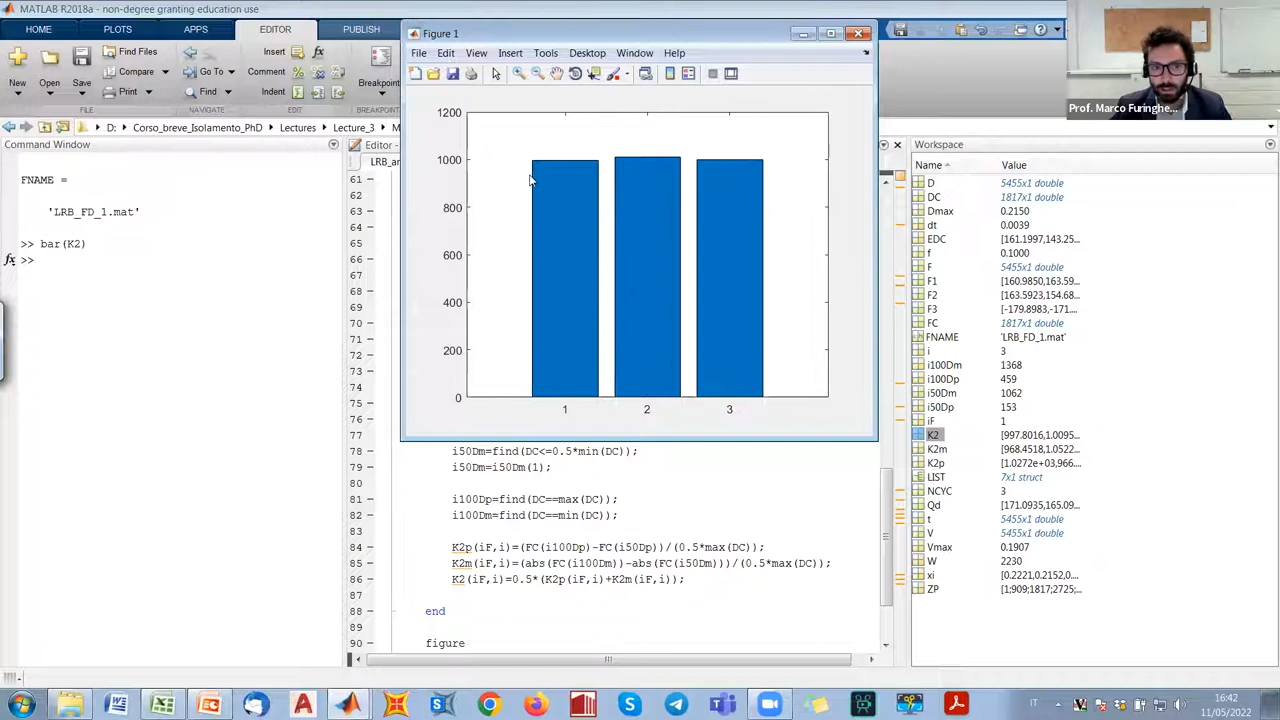 MATLAB R2018a - non-degree granting education use
HOME
PLOTS
APPS
EDITOR
PUBLISH
New
Open
Save
Find Files
Compare
Print
Go To
Find
Insert
Comment
Indent
Breakpoint
FILE
NAVIGATE
EDIT
BREAKPOINT
D:
Corso_breve_Isolamento_PhD
Lectures
Lecture_3
Command Window
FNAME =
'LRB_FD_1.mat'
>> bar(K2)
fx >>
Figure 1
File
Edit
View
Insert
Tools
Desktop
Window
Help
1200
1000
800
600
400
200
0
1
2
3
Prof. Marco Furinghe...
Editor -
LRB_ar
61
62
63
64
65
66
67
68
69
70
71
72
73
74
75
76
77
78 i50Dm=find(DC<=0.5*min(DC));
79 i50Dm=i50Dm(1);
80
81 i100Dp=find(DC==max(DC));
82 i100Dm=find(DC==min(DC));
83
84 K2p(iF,i)=(FC(i100Dp)-FC(i50Dp))/(0.5*max(DC));
85 K2m(iF,i)=(abs(FC(i100Dm))-abs(FC(i50Dm)))/(0.5*max(DC));
86 K2(iF,i)=0.5*(K2p(iF,i)+K2m(iF,i));
87
88 end
89
90 figure
Workspace
Name Value
D 5455x1 double
DC 1817x1 double
Dmax 0.2150
dt 0.0039
EDC [161.1997,143.25...
f 0.1000
F 5455x1 double
F1 [160.9850,163.59...
F2 [163.5923,154.68...
F3 [-179.8983,-171....
FC 1817x1 double
FNAME 'LRB_FD_1.mat'
i 3
i100Dm 1368
i100Dp 459
i50Dm 1062
i50Dp 153
iF 1
K2 [997.8016,1.0095...
K2m [968.4518,1.0522...
K2p [1.0272e+03,966....
LIST 7x1 struct
NCYC 3
Qd [171.0935,165.09...
t 5455x1 double
V 5455x1 double
Vmax 0.1907
W 2230
xi [0.2221,0.2152,0....
ZP [1;909;1817;2725;...
IT
16:42
11/05/2022